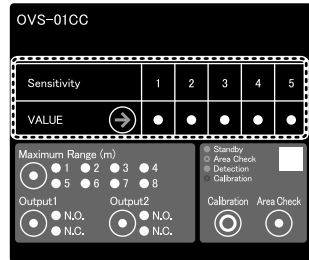 OVS-01CC
Sensitivity 1 2 3 4 5
VALUE
Maximum Range (m)
1 2 3 4
5 6 7 8
Standby
Area Check
Detection
Calibration
Output1 Output2
N.O. N.O.
N.C. N.C.
Calibration Area Check